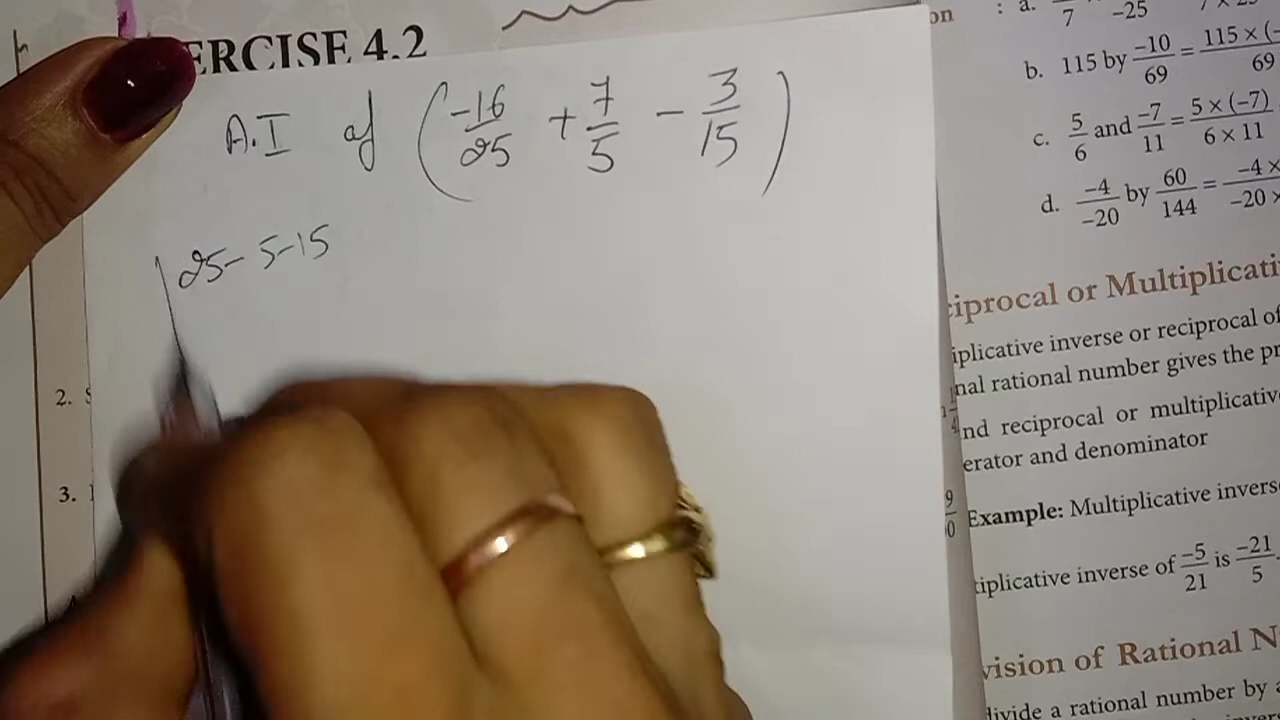 ERCISE 4.2
A.I of (-16/25 + 7/5 - 3/15)
25-5-15
2.
3.
on : a. 7 -25
b. 115 by -10/69 = 115 × (- 69
c. 5/6 and -7/11 = 5 × (-7)/6 × 11
d. -4/-20 by 60/144 = -4 × -20 ×
ciprocal or Multiplicati
iplicative inverse or reciprocal of
nal rational number gives the pr
nd reciprocal or multiplicative
erator and denominator
Example: Multiplicative invers
tiplicative inverse of -5/21 is -21/5
vision of Rational N
divide a rational number by a